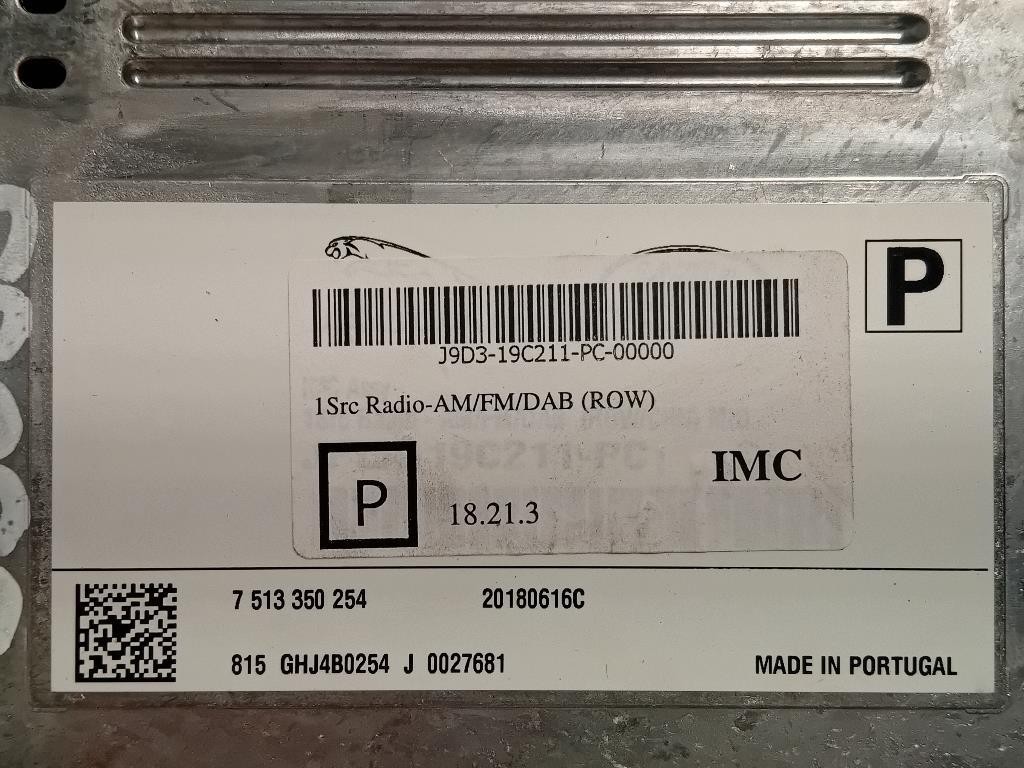 P
J9D3-19C211-PC-00000
1Src Radio-AM/FM/DAB (ROW)
IMC
P
18.21.3
7 513 350 254 20180616C
815 GHJ4B0254 J 0027681
MADE IN PORTUGAL